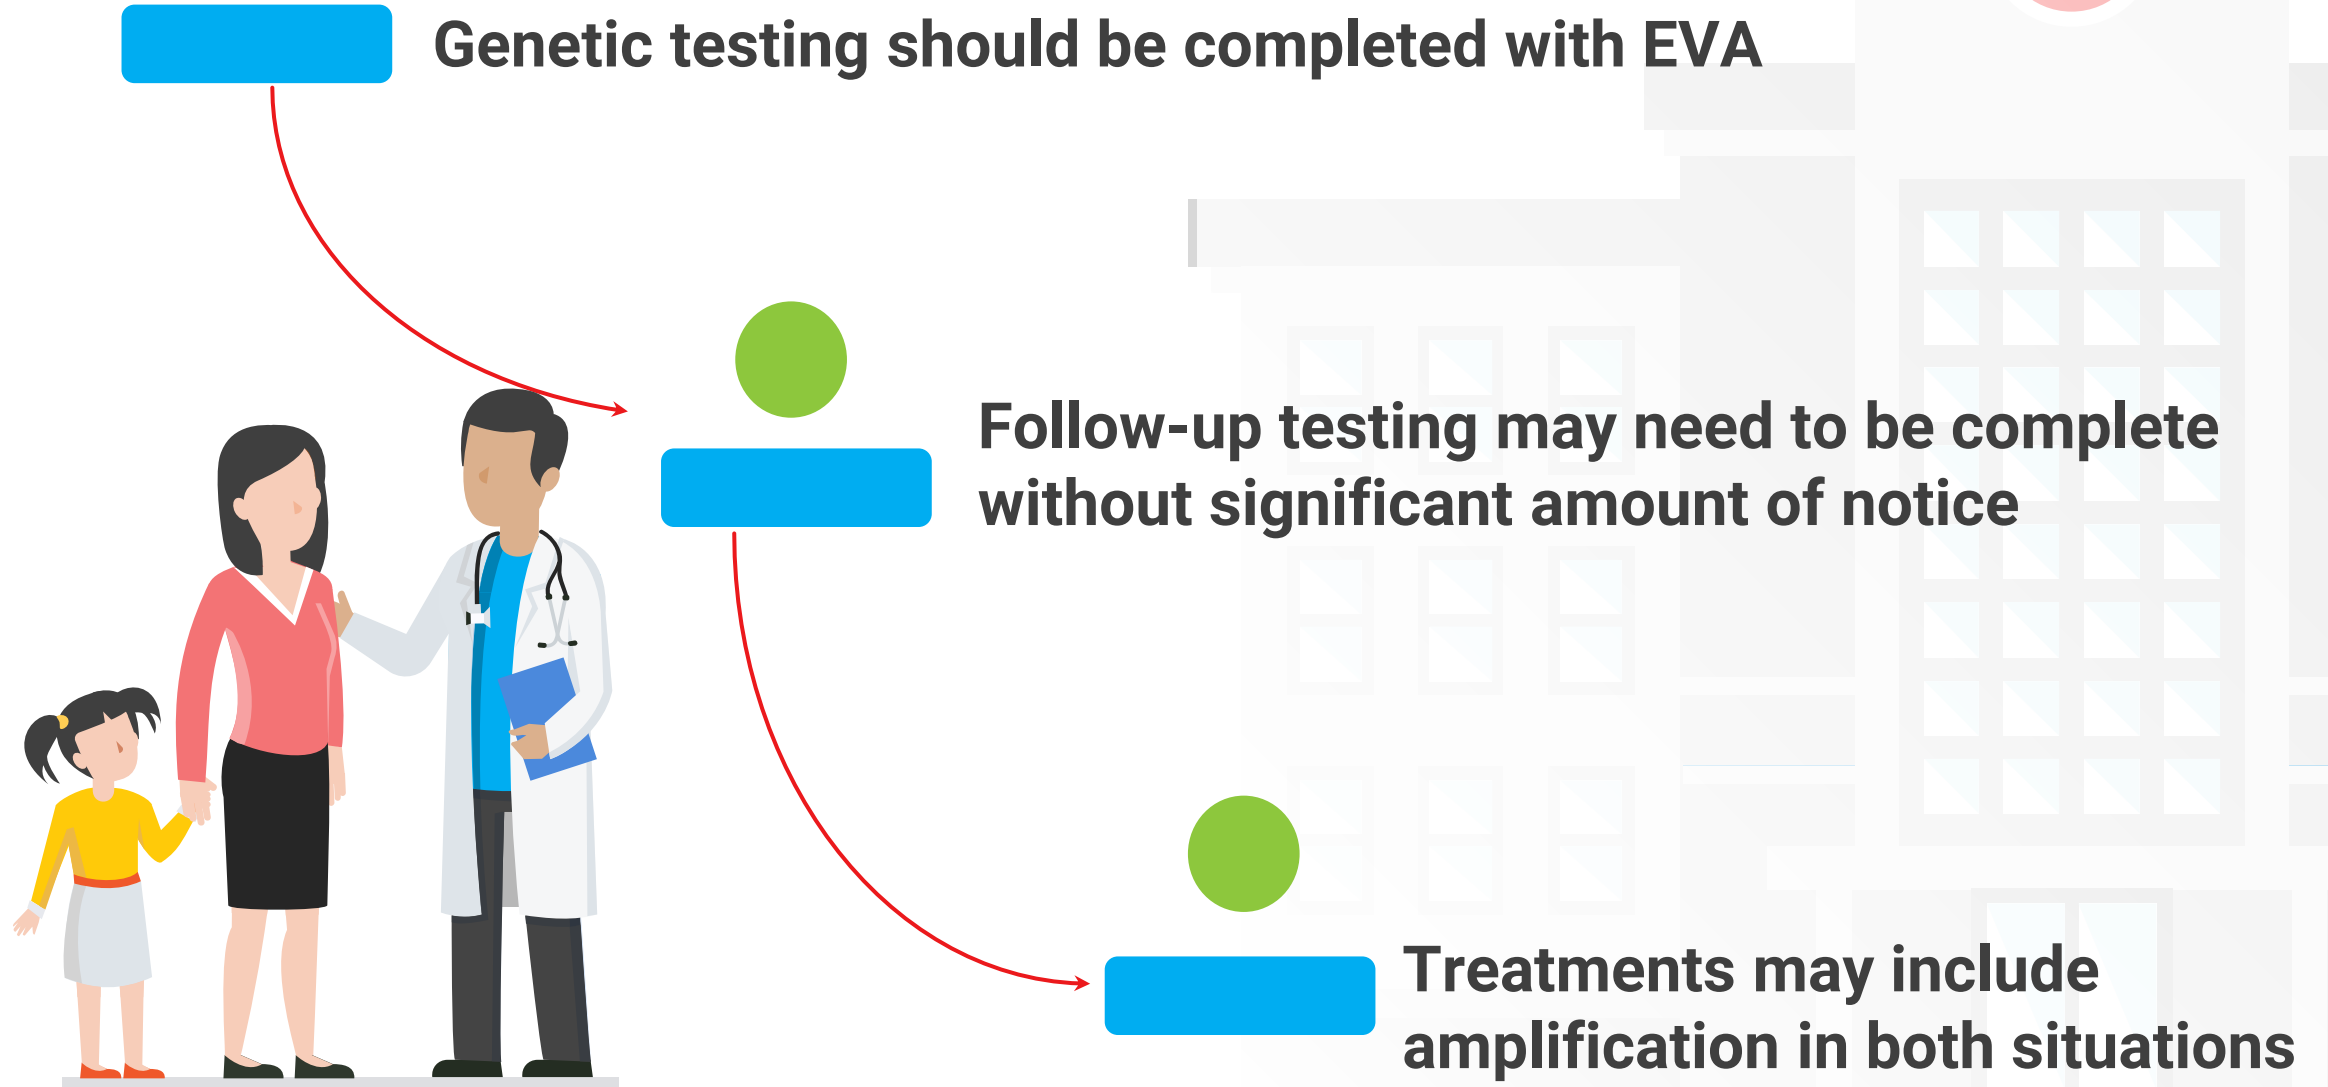 Genetic testing should be completed with EVA
Follow-up testing may need to be complete
without significant amount of notice
Treatments may include
amplification in both situations